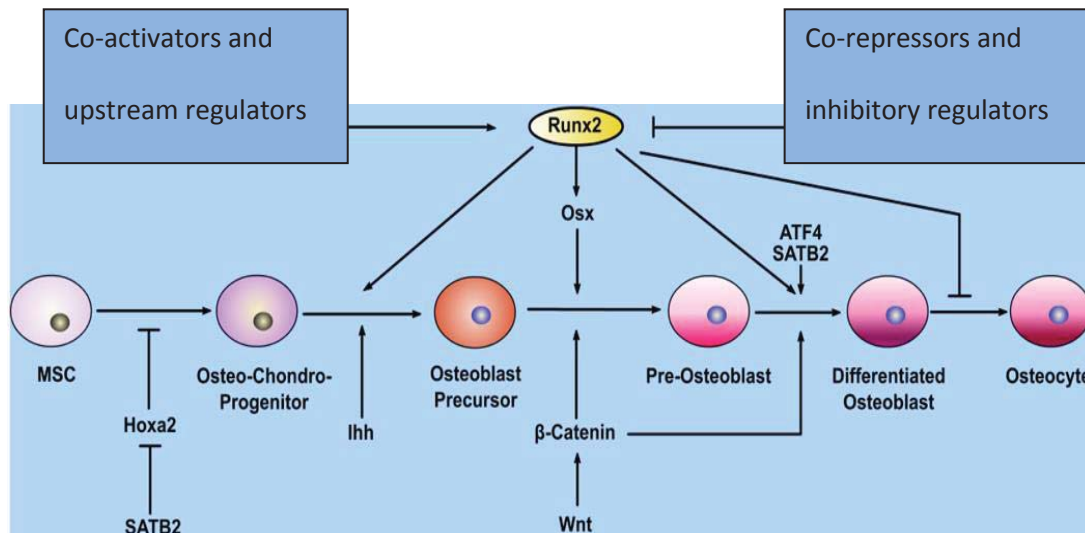 Co-activators and
upstream regulators
Co-repressors and
inhibitory regulators
Runx2
Osx
ATF4
SATB2
MSC
Osteo-Chondro-
Progenitor
Osteoblast
Precursor
Pre-Osteoblast
Differentiated
Osteoblast
Osteocyte
Hoxa2
Ihh
β-Catenin
SATB2
Wnt